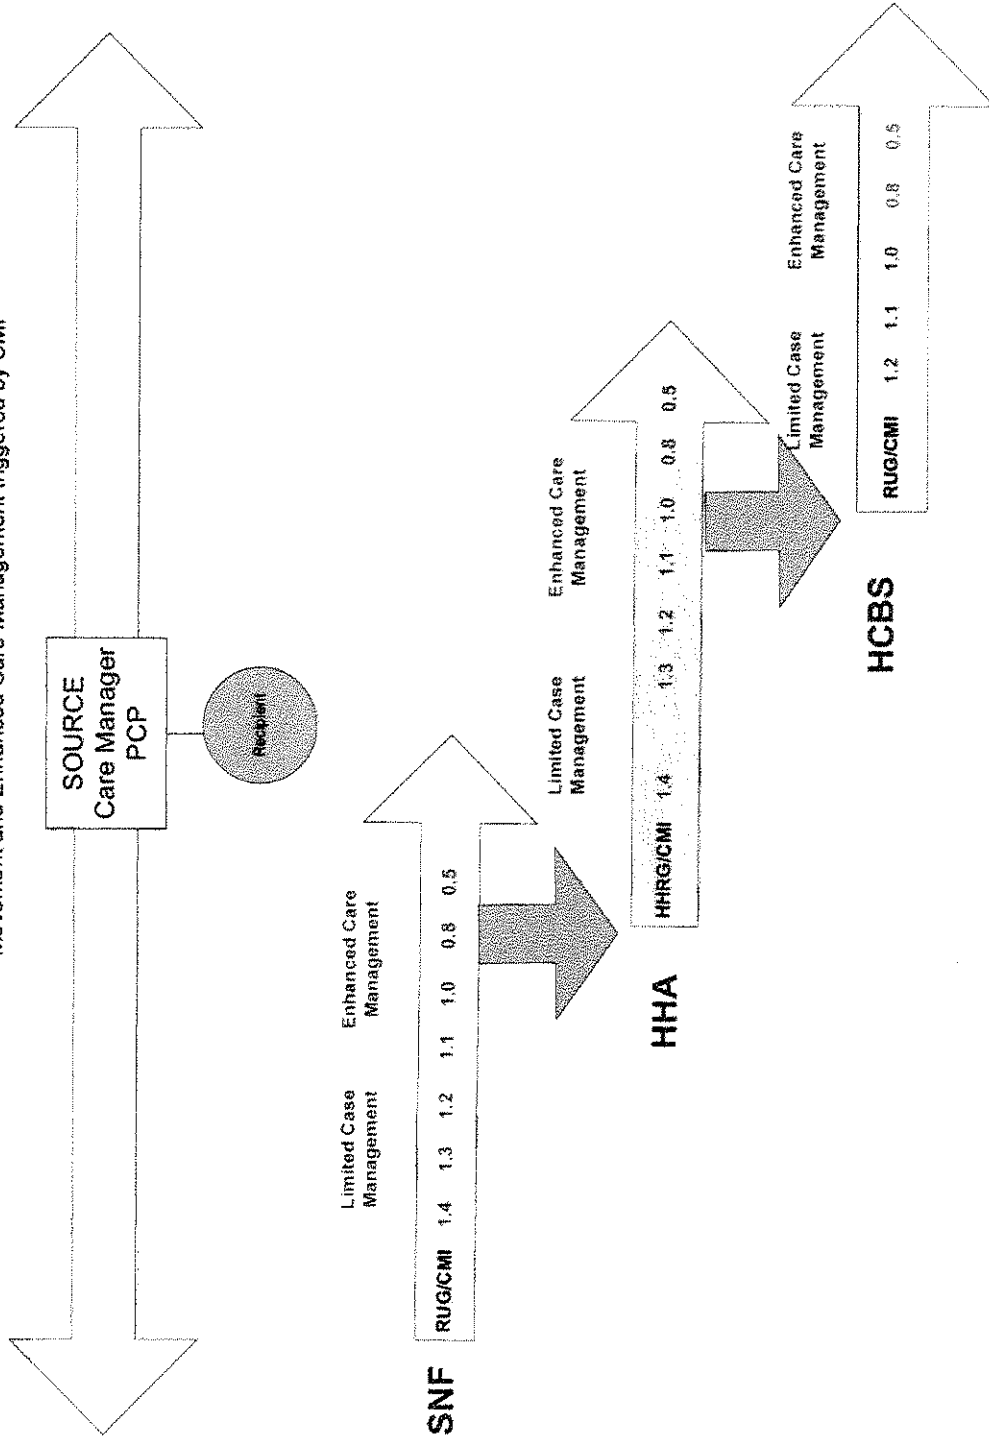 Movement and Enhanced Care Management triggered by CMI
SOURCE
Care Manager
PCP
Recipient
Limited Case
Management
Enhanced Care
Management
SNF
RUG/CMI 1.4 1.3 1.2 1.1 1.0 0.8 0.5
Limited Case
Management
Enhanced Care
Management
HHA
HHRG/CMI 1.4 1.3 1.2 1.1 1.0 0.8 0.5
Limited Case
Management
Enhanced Care
Management
HCBS
RUG/CMI 1.2 1.1 1.0 0.8 0.5